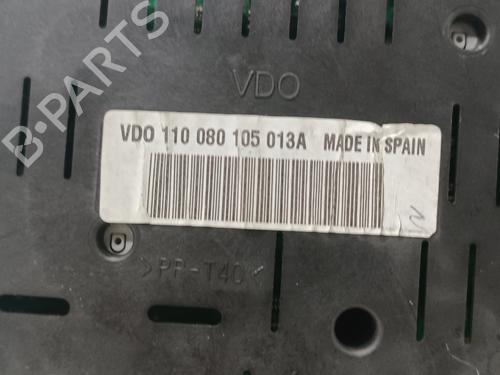 B-PARTS
VDO
VDO 110 080 105 013A MADE IN SPAIN
>PP-T40<